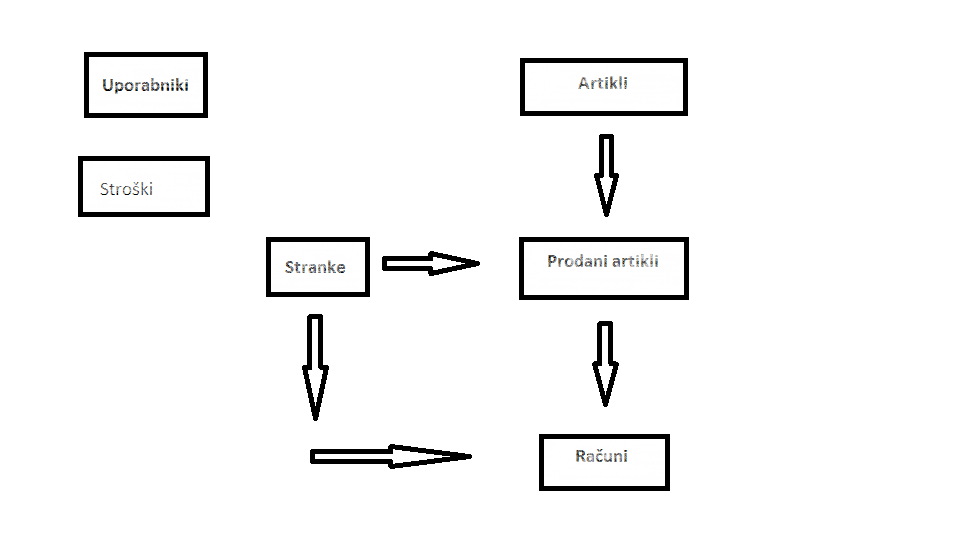 Uporabniki
Artikli
Stroški
Stranke
Prodani artikli
Računi